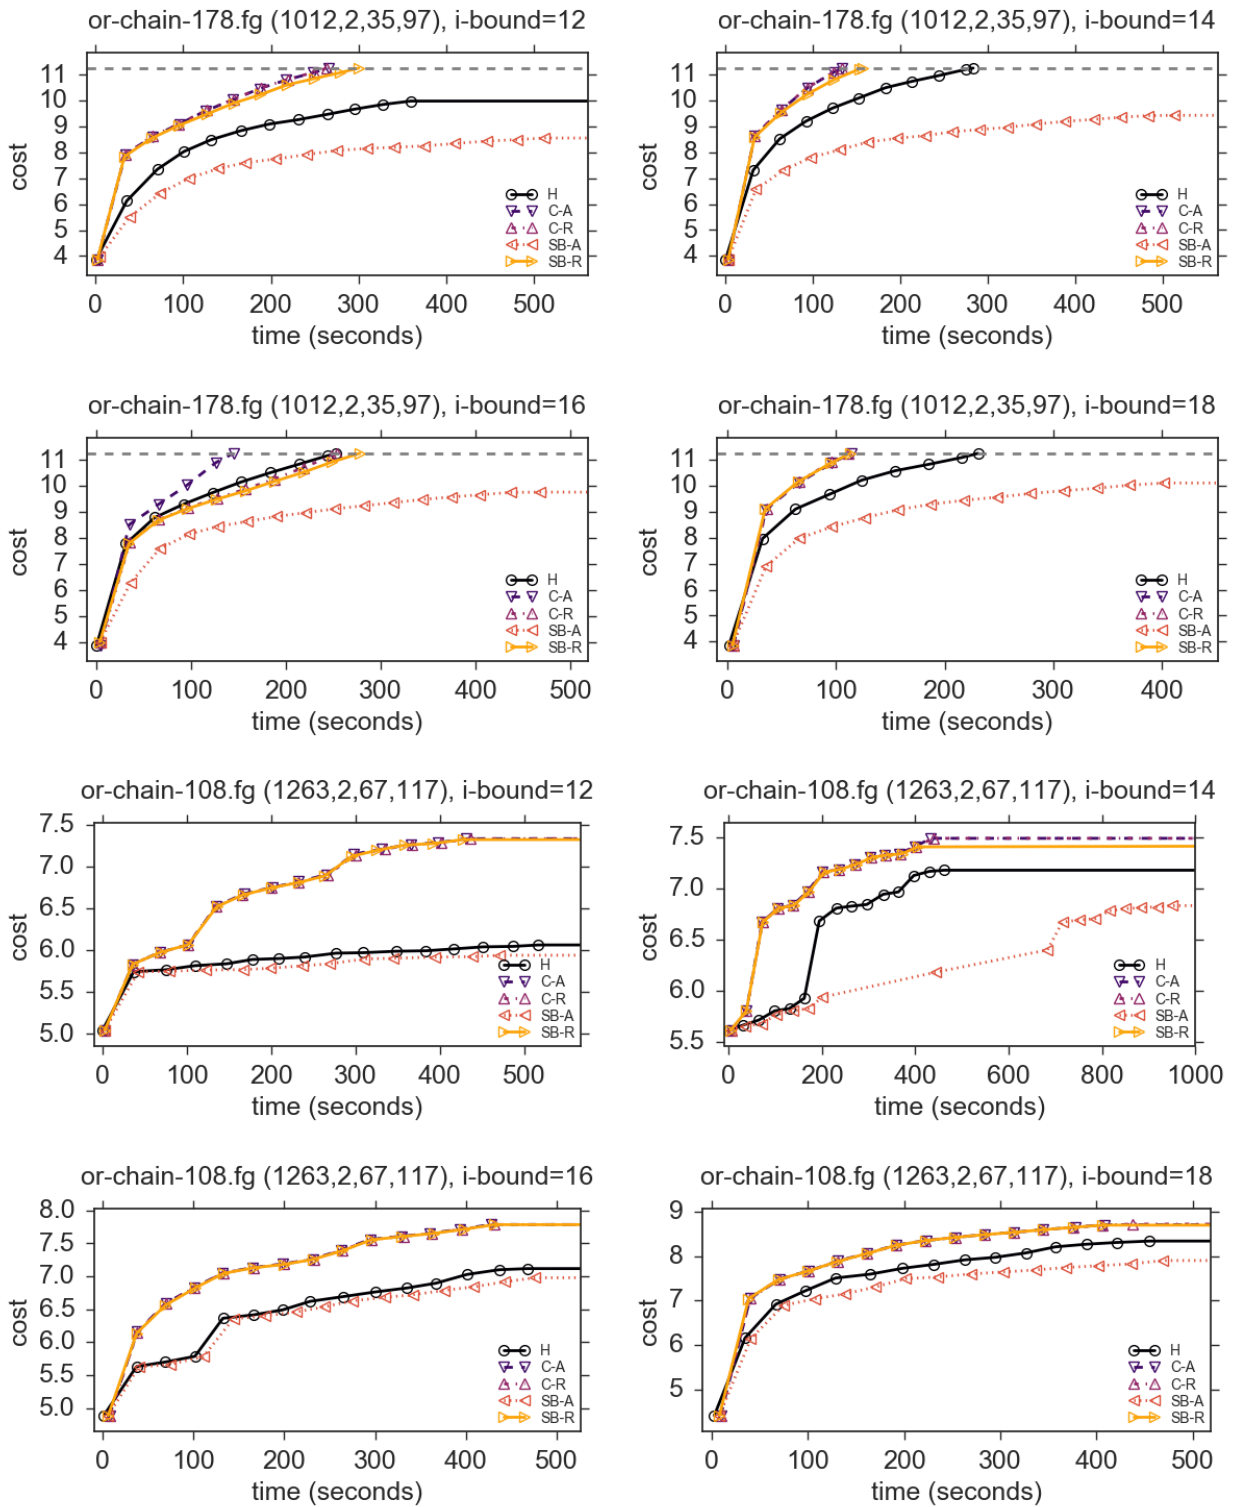 or-chain-178.fg (1012,2,35,97), i-bound=12
11
10
9
8
7
6
5
4
cost
H
C-A
C-R
SB-A
SB-R
0 100 200 300 400 500
time (seconds)
or-chain-178.fg (1012,2,35,97), i-bound=14
11
10
9
8
7
6
5
4
cost
H
C-A
C-R
SB-A
SB-R
0 100 200 300 400 500
time (seconds)
or-chain-178.fg (1012,2,35,97), i-bound=16
11
10
9
8
7
6
5
4
cost
H
C-A
C-R
SB-A
SB-R
0 100 200 300 400 500
time (seconds)
or-chain-178.fg (1012,2,35,97), i-bound=18
11
10
9
8
7
6
5
4
cost
H
C-A
C-R
SB-A
SB-R
0 100 200 300 400
time (seconds)
or-chain-108.fg (1263,2,67,117), i-bound=12
7.5
7.0
6.5
6.0
5.5
5.0
cost
H
C-A
C-R
SB-A
SB-R
0 100 200 300 400 500
time (seconds)
or-chain-108.fg (1263,2,67,117), i-bound=14
7.5
7.0
6.5
6.0
5.5
cost
H
C-A
C-R
SB-A
SB-R
0 200 400 600 800 1000
time (seconds)
or-chain-108.fg (1263,2,67,117), i-bound=16
8.0
7.5
7.0
6.5
6.0
5.5
5.0
cost
H
C-A
C-R
SB-A
SB-R
0 100 200 300 400 500
time (seconds)
or-chain-108.fg (1263,2,67,117), i-bound=18
9
8
7
6
5
cost
H
C-A
C-R
SB-A
SB-R
0 100 200 300 400 500
time (seconds)